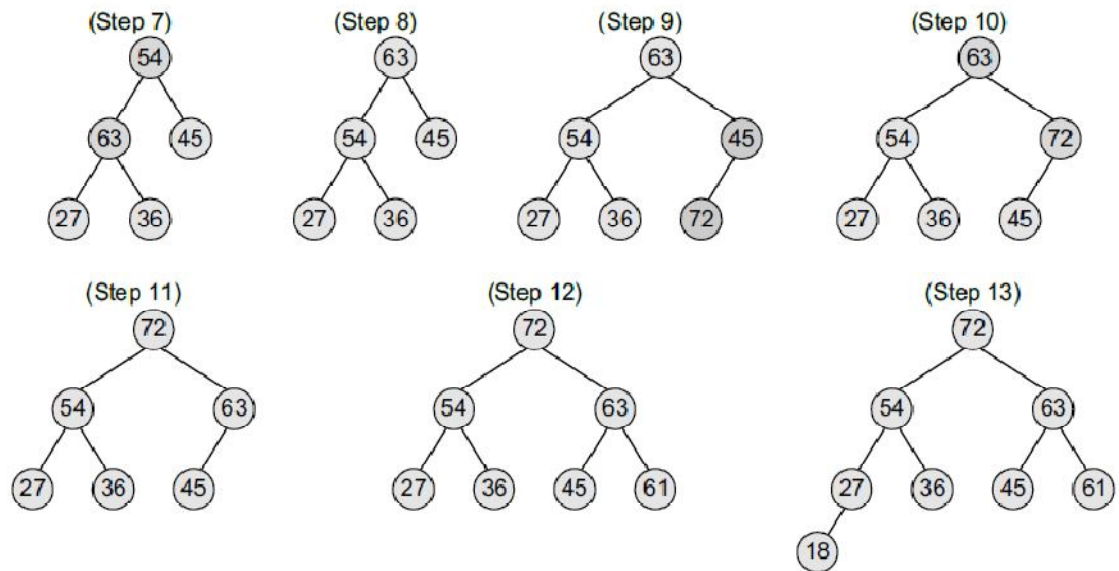 (Step 7) (Step 8) (Step 9) (Step 10)
54 63 63 63
63 45 54 45 54 45 54 72
27 36 27 36 27 36 72 27 36 45
(Step 11) (Step 12) (Step 13)
72 72 72
54 63 54 63 54 63
27 36 45 27 36 45 61 27 36 45 61
18